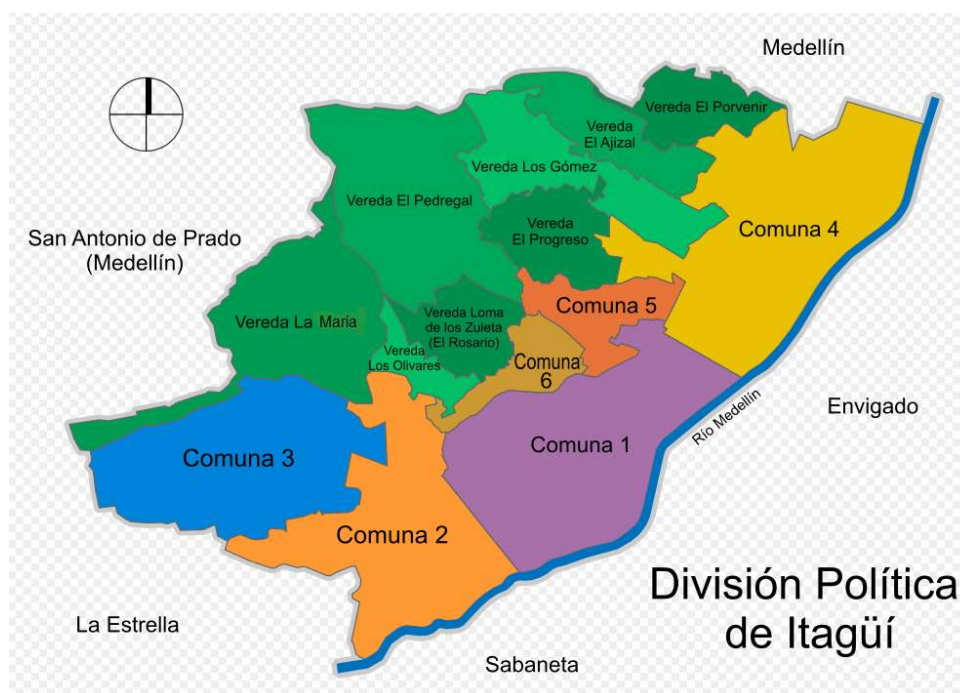 Medellín
Vereda El Porvenir
Vereda
El Ajizal
Vereda Los Gómez
Vereda El Pedregal
Vereda
El Progreso
Comuna 4
San Antonio de Prado
(Medellín)
Comuna 5
Vereda La María
Vereda Loma
de los Zuleta
(El Rosario)
Vereda
Los Olivares
Comuna
6
Envigado
Río Medellín
Comuna 1
Comuna 3
Comuna 2
División Política
de Itagüí
La Estrella
Sabaneta